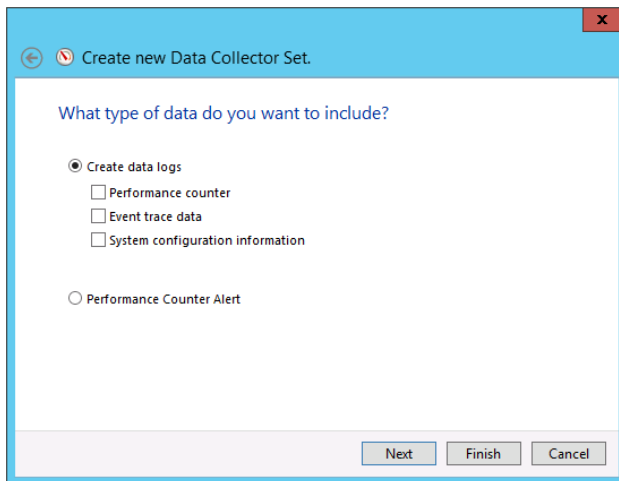 x
Create new Data Collector Set.
What type of data do you want to include?
Create data logs
Performance counter
Event trace data
System configuration information
Performance Counter Alert
Next Finish Cancel